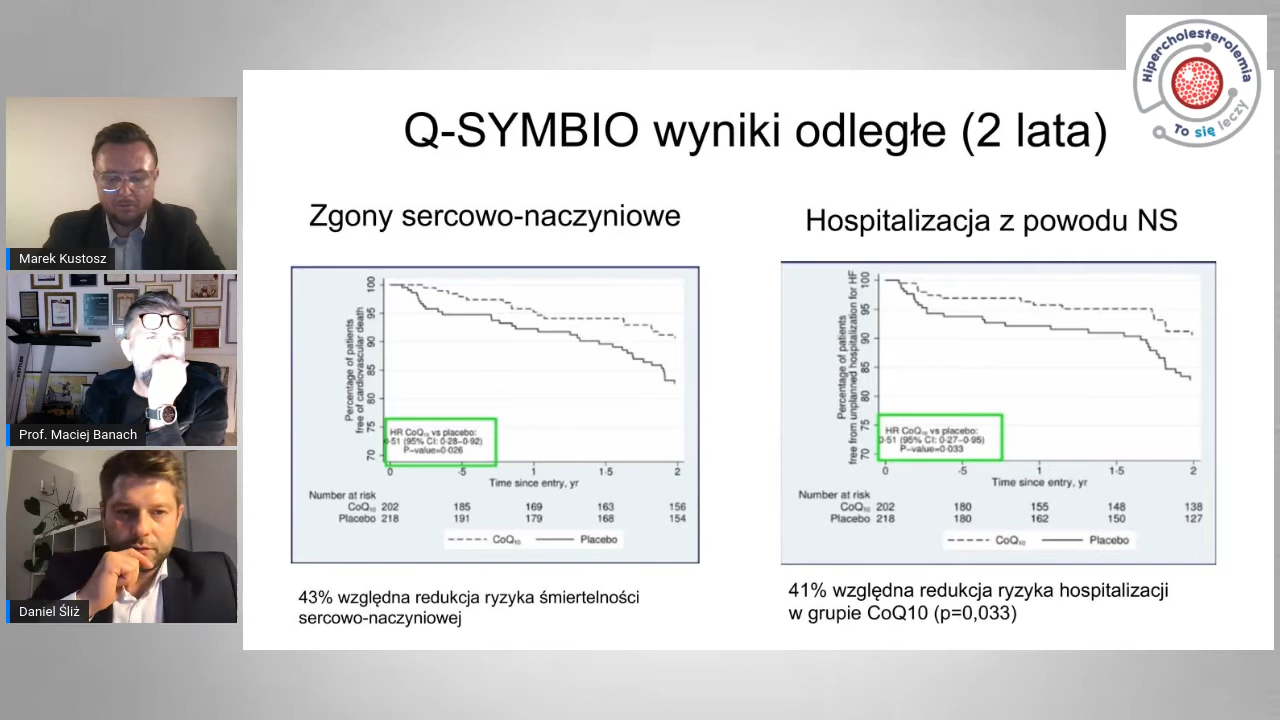 Hipercholesterolemia
To się leczy
Q-SYMBIO wyniki odległe (2 lata)
Zgony sercowo-naczyniowe
Percentage of patients
free of cardiovascular death
100
95
90
85
80
75
70
HR CoQ₁₀ vs placebo:
0·51 (95% CI: 0·28–0·92)
P-value=0·026
0 ·5 1 1·5 2
Time since entry, yr
Number at risk
CoQ₁₀ 202 185 169 163 156
Placebo 218 191 179 168 154
CoQ₁₀ Placebo
43% względna redukcja ryzyka śmiertelności
sercowo-naczyniowej
Hospitalizacja z powodu NS
Percentage of patients
free from unplanned hospitalization for HF
100
95
90
85
80
75
70
HR CoQ₁₀ vs placebo:
0·51 (95% CI: 0·27–0·95)
P-value=0·033
0 ·5 1 1·5 2
Time since entry, yr
Number at risk
CoQ₁₀ 202 180 155 148 138
Placebo 218 180 162 150 127
CoQ₁₀ Placebo
41% względna redukcja ryzyka hospitalizacji
w grupie CoQ10 (p=0,033)
Marek Kustosz
Prof. Maciej Banach
Daniel Śliż